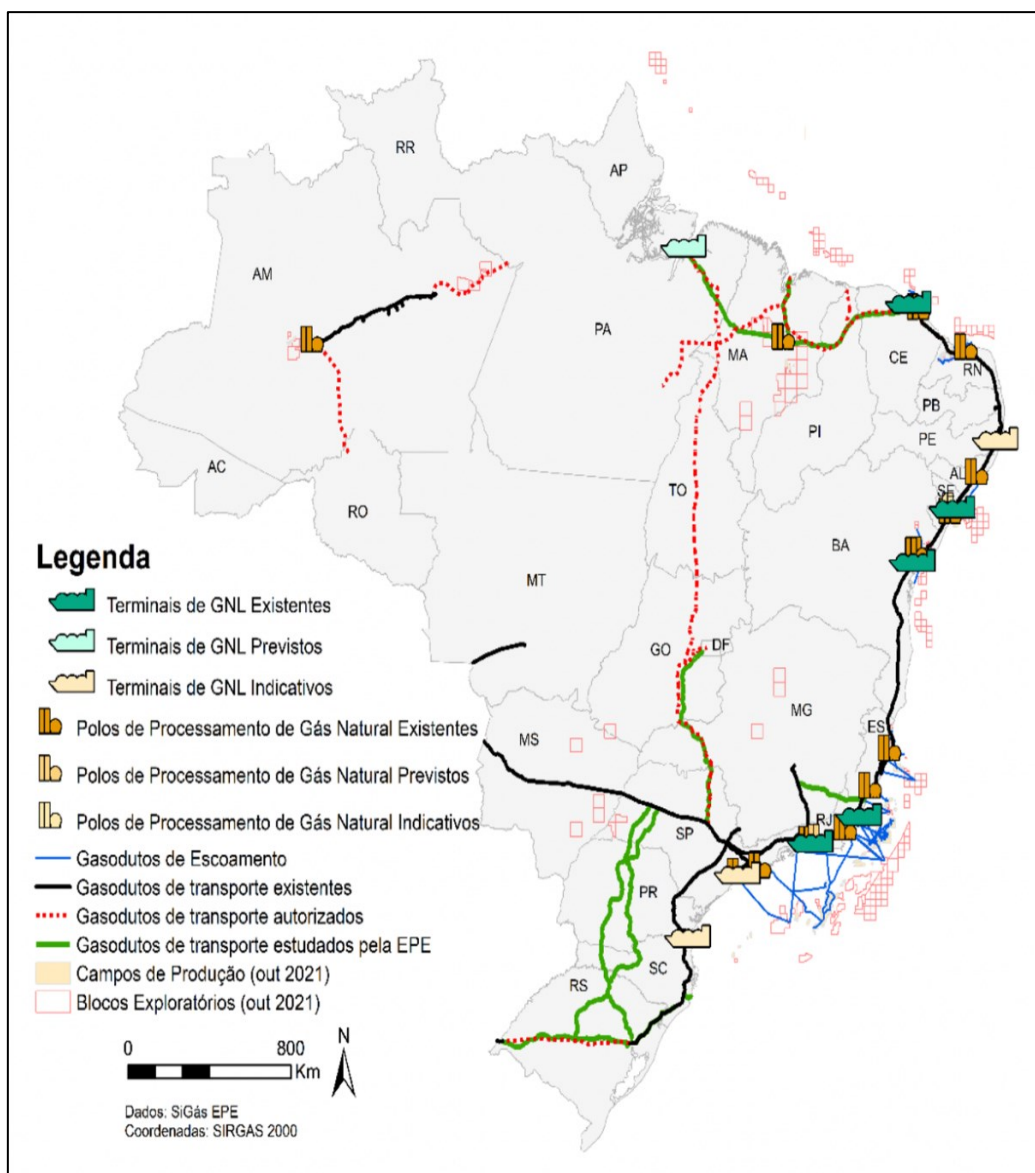 RR
AP
AM
PA
MA
CE
RN
PB
PE
PI
AC
AL
SE
TO
RO
BA
MT
GO
DF
MG
ES
MS
SP
RJ
PR
SC
RS
Legenda
Terminais de GNL Existentes
Terminais de GNL Previstos
Terminais de GNL Indicativos
Polos de Processamento de Gás Natural Existentes
Polos de Processamento de Gás Natural Previstos
Polos de Processamento de Gás Natural Indicativos
Gasodutos de Escoamento
Gasodutos de transporte existentes
Gasodutos de transporte autorizados
Gasodutos de transporte estudados pela EPE
Campos de Produção (out 2021)
Blocos Exploratórios (out 2021)
0 800
Km
N
Dados: SiGás EPE
Coordenadas: SIRGAS 2000